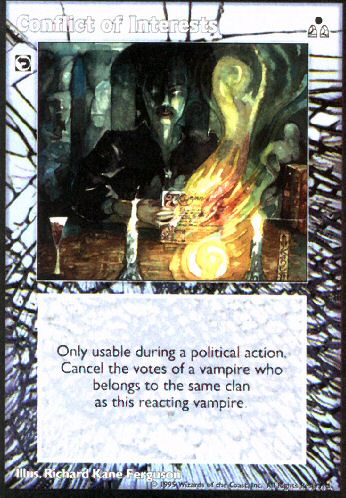 Conflict of Interests
Only usable during a political action.
Cancel the votes of a vampire who
belongs to the same clan
as this reacting vampire.
Illus. Richard Kane Ferguson
© 1995 Wizards of the Coast, Inc. All Rights Reserved.